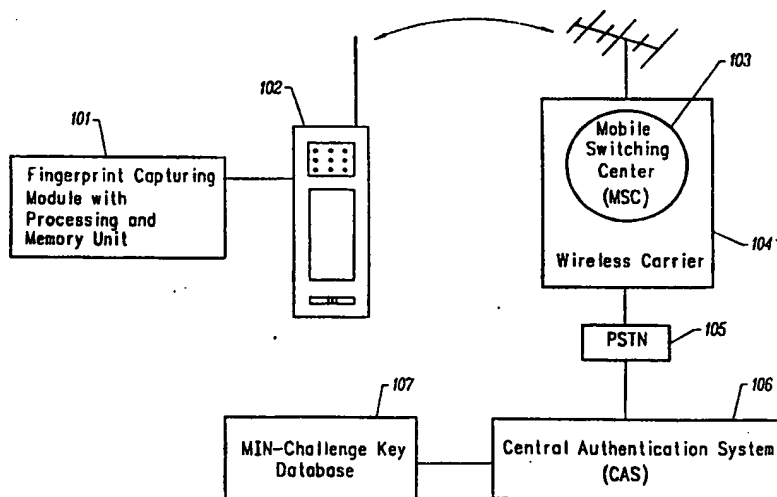 103
102
101
Mobile
Switching
Center
(MSC)
Fingerprint Capturing
Module with
Processing and
Memory Unit
104
Wireless Carrier
PSTN
105
107
106
MIN-Challenge Key
Database
Central Authentication System
(CAS)